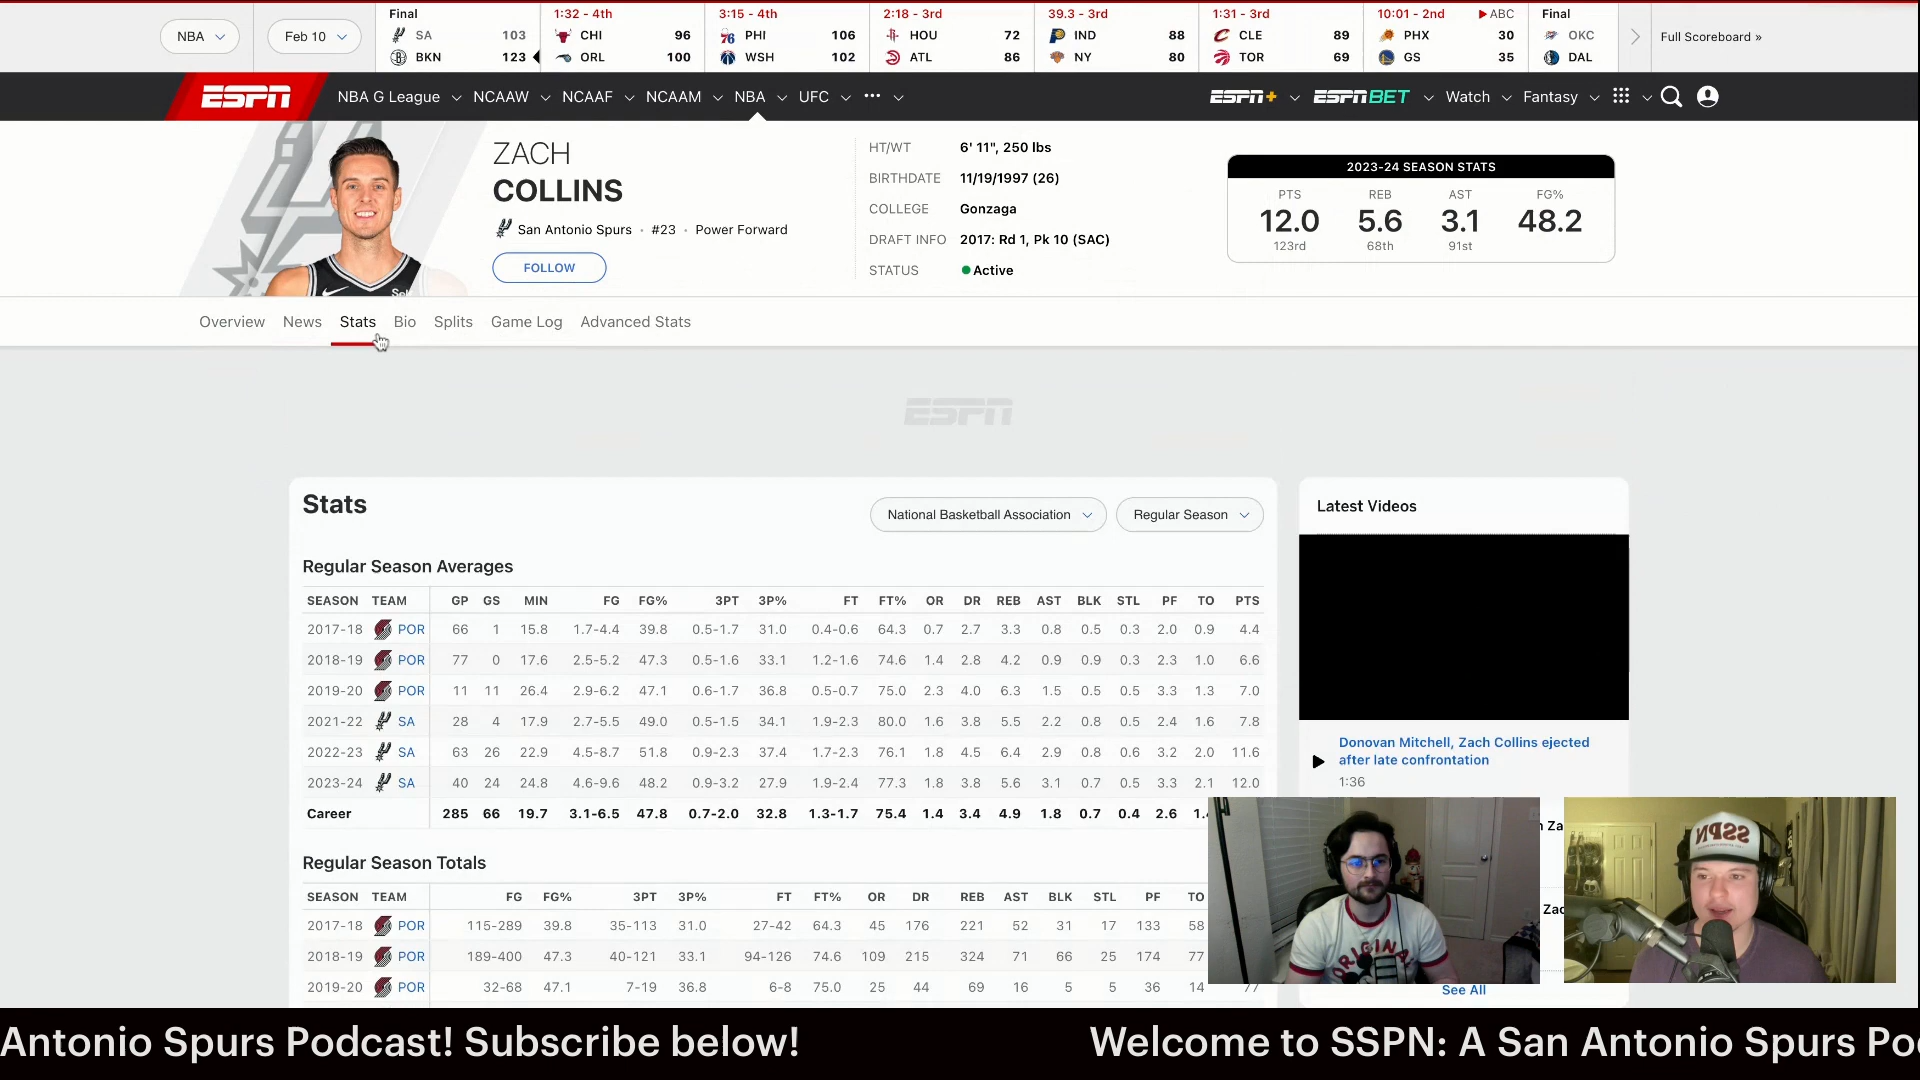 NBA
Feb 10
Final
SA 103
BKN 123
1:32 - 4th
CHI 96
ORL 100
3:15 - 4th
PHI 106
WSH 102
2:18 - 3rd
HOU 72
ATL 86
39.3 - 3rd
IND 88
NY 80
1:31 - 3rd
CLE 89
TOR 69
10:01 - 2nd ABC
PHX 30
GS 35
Final
OKC
DAL
Full Scoreboard »
ESPN NBA G League NCAAW NCAAF NCAAM NBA UFC ••• ESPN+ ESPN BET Watch Fantasy
ZACH
COLLINS
San Antonio Spurs · #23 · Power Forward
FOLLOW
HT/WT 6' 11", 250 lbs
BIRTHDATE 11/19/1997 (26)
COLLEGE Gonzaga
DRAFT INFO 2017: Rd 1, Pk 10 (SAC)
STATUS Active
2023-24 SEASON STATS
PTS REB AST FG%
12.0 5.6 3.1 48.2
123rd 68th 91st
Overview News Stats Bio Splits Game Log Advanced Stats
ESPN
Stats
National Basketball Association Regular Season
Regular Season Averages
SEASON TEAM GP GS MIN FG FG% 3PT 3P% FT FT% OR DR REB AST BLK STL PF TO PTS
2017-18 POR 66 1 15.8 1.7-4.4 39.8 0.5-1.7 31.0 0.4-0.6 64.3 0.7 2.7 3.3 0.8 0.5 0.3 2.0 0.9 4.4
2018-19 POR 77 0 17.6 2.5-5.2 47.3 0.5-1.6 33.1 1.2-1.6 74.6 1.4 2.8 4.2 0.9 0.9 0.3 2.3 1.0 6.6
2019-20 POR 11 11 26.4 2.9-6.2 47.1 0.6-1.7 36.8 0.5-0.7 75.0 2.3 4.0 6.3 1.5 0.5 0.5 3.3 1.3 7.0
2021-22 SA 28 4 17.9 2.7-5.5 49.0 0.5-1.5 34.1 1.9-2.3 80.0 1.6 3.8 5.5 2.2 0.8 0.5 2.4 1.6 7.8
2022-23 SA 63 26 22.9 4.5-8.7 51.8 0.9-2.3 37.4 1.7-2.3 76.1 1.8 4.5 6.4 2.9 0.8 0.6 3.2 2.0 11.6
2023-24 SA 40 24 24.8 4.6-9.6 48.2 0.9-3.2 27.9 1.9-2.4 77.3 1.8 3.8 5.6 3.1 0.7 0.5 3.3 2.1 12.0
Career 285 66 19.7 3.1-6.5 47.8 0.7-2.0 32.8 1.3-1.7 75.4 1.4 3.4 4.9 1.8 0.7 0.4 2.6
Regular Season Totals
SEASON TEAM FG FG% 3PT 3P% FT FT% OR DR REB AST BLK STL PF TO
2017-18 POR 115-289 39.8 35-113 31.0 27-42 64.3 45 176 221 52 31 17 133 58
2018-19 POR 189-400 47.3 40-121 33.1 94-126 74.6 109 215 324 71 66 25 174 77
2019-20 POR 32-68 47.1 7-19 36.8 6-8 75.0 25 44 69 16 5 5 36 14 77
Latest Videos
Donovan Mitchell, Zach Collins ejected
after late confrontation
1:36
Za
Zac
See All
SSPN
ORIGINAL
Antonio Spurs Podcast! Subscribe below!
Welcome to SSPN: A San Antonio Spurs Po